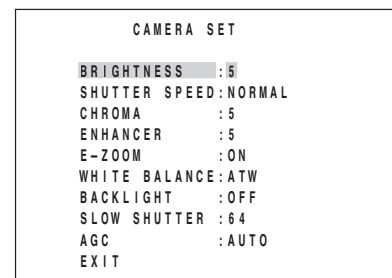 CAMERA SET
BRIGHTNESS :5
SHUTTER SPEED:NORMAL
CHROMA :5
ENHANCER :5
E-ZOOM :ON
WHITE BALANCE:ATW
BACKLIGHT :OFF
SLOW SHUTTER :64
AGC :AUTO
EXIT